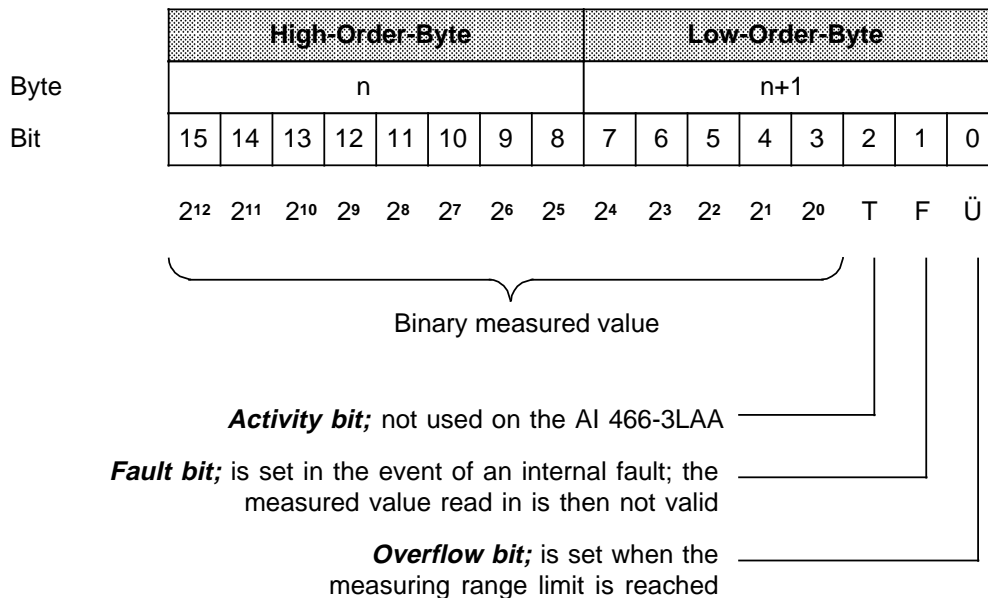 High-Order-Byte Low-Order-Byte
Byte n n+1
Bit 15 14 13 12 11 10 9 8 7 6 5 4 3 2 1 0
2¹² 2¹¹ 2¹⁰ 2⁹ 2⁸ 2⁷ 2⁶ 2⁵ 2⁴ 2³ 2² 2¹ 2⁰ T F Ü
Binary measured value
Activity bit; not used on the AI 466-3LAA
Fault bit; is set in the event of an internal fault; the
measured value read in is then not valid
Overflow bit; is set when the
measuring range limit is reached